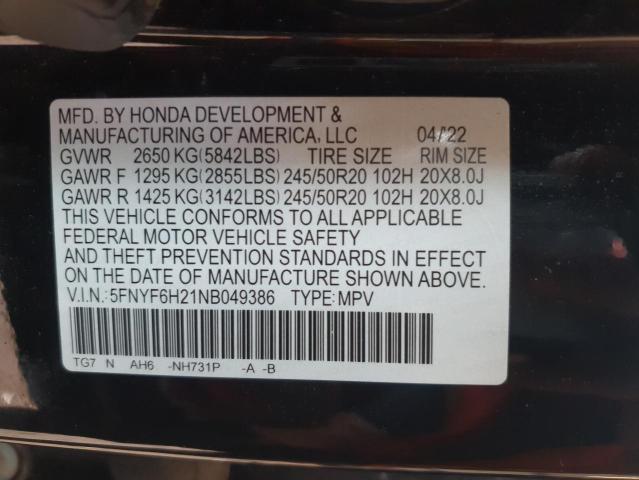 MFD. BY HONDA DEVELOPMENT &
MANUFACTURING OF AMERICA, LLC 04/22
GVWR 2650 KG(5842LBS) TIRE SIZE RIM SIZE
GAWR F 1295 KG(2855LBS) 245/50R20 102H 20X8.0J
GAWR R 1425 KG(3142LBS) 245/50R20 102H 20X8.0J
THIS VEHICLE CONFORMS TO ALL APPLICABLE
FEDERAL MOTOR VEHICLE SAFETY
AND THEFT PREVENTION STANDARDS IN EFFECT
ON THE DATE OF MANUFACTURE SHOWN ABOVE.
V.I.N.:5FNYF6H21NB049386 TYPE:MPV
TG7 N AH6 -NH731P -A -B